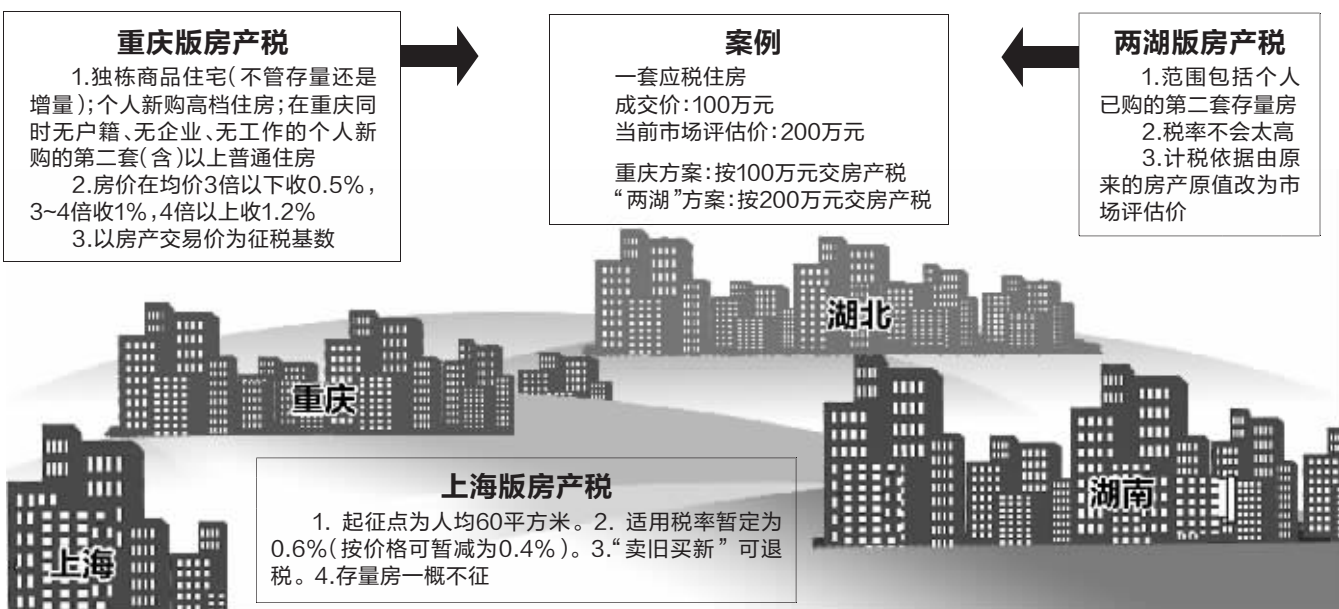 重庆版房产税
1.独栋商品住宅(不管存量还是
增量);个人新购高档住房;在重庆同
时无户籍、无企业、无工作的个人新
购的第二套(含)以上普通住房
2.房价在均价3倍以下收0.5%,
3~4倍收1%,4倍以上收1.2%
3.以房产交易价为征税基数
案例
一套应税住房
成交价:100万元
当前市场评估价:200万元
重庆方案:按100万元交房产税
“两湖”方案:按200万元交房产税
两湖版房产税
1.范围包括个人
已购的第二套存量房
2.税率不会太高
3.计税依据由原
来的房产原值改为市
场评估价
湖北
重庆
湖南
上海
上海版房产税
1. 起征点为人均60平方米。2. 适用税率暂定为
0.6%(按价格可暂减为0.4%)。3.“卖旧买新”可退
税。4.存量房一概不征